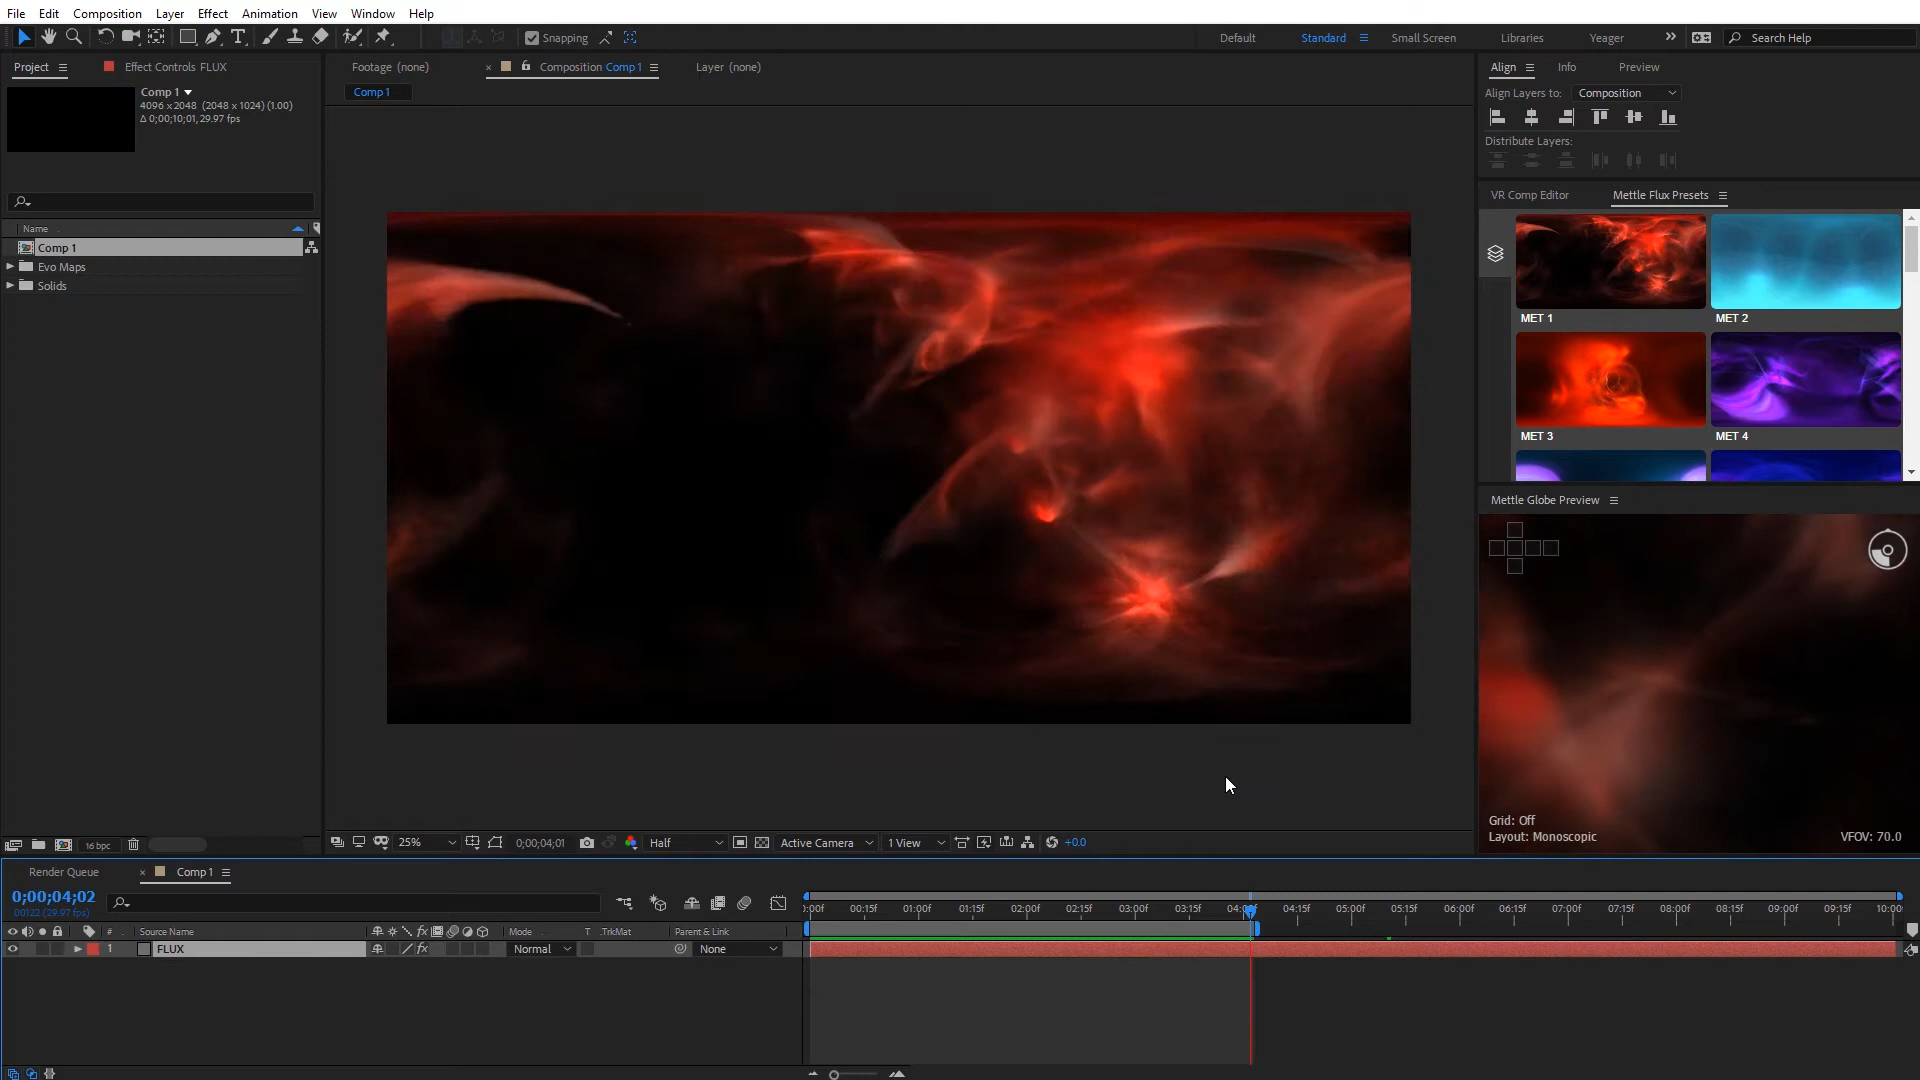 File Edit Composition Layer Effect Animation View Window Help
Snapping
Default Standard Small Screen Libraries Yeager Search Help
Project Effect Controls FLUX
Footage (none) Composition Comp 1 Layer (none)
Align Info Preview
Comp 1
4096 x 2048 (2048 x 1024) (1.00)
Δ 0;00;10;01, 29.97 fps
Comp 1
Align Layers to: Composition
Distribute Layers:
VR Comp Editor Mettle Flux Presets
Name
Comp 1
Evo Maps
Solids
MET 1 MET 2
MET 3 MET 4
Mettle Globe Preview
Grid: Off
Layout: Monoscopic VFOV: 70.0
16 bpc
25% 0;00;04;01 Half Active Camera 1 View +0.0
Render Queue Comp 1
0;00;04;02
00122 (29.97 fps)
:00f 00:15f 01:00f 01:15f 02:00f 02:15f 03:00f 03:15f 04:00f 04:15f 05:00f 05:15f 06:00f 06:15f 07:00f 07:15f 08:00f 08:15f 09:00f 09:15f 10:00f
# Source Name Mode T .TrkMat Parent & Link
1 FLUX Normal None